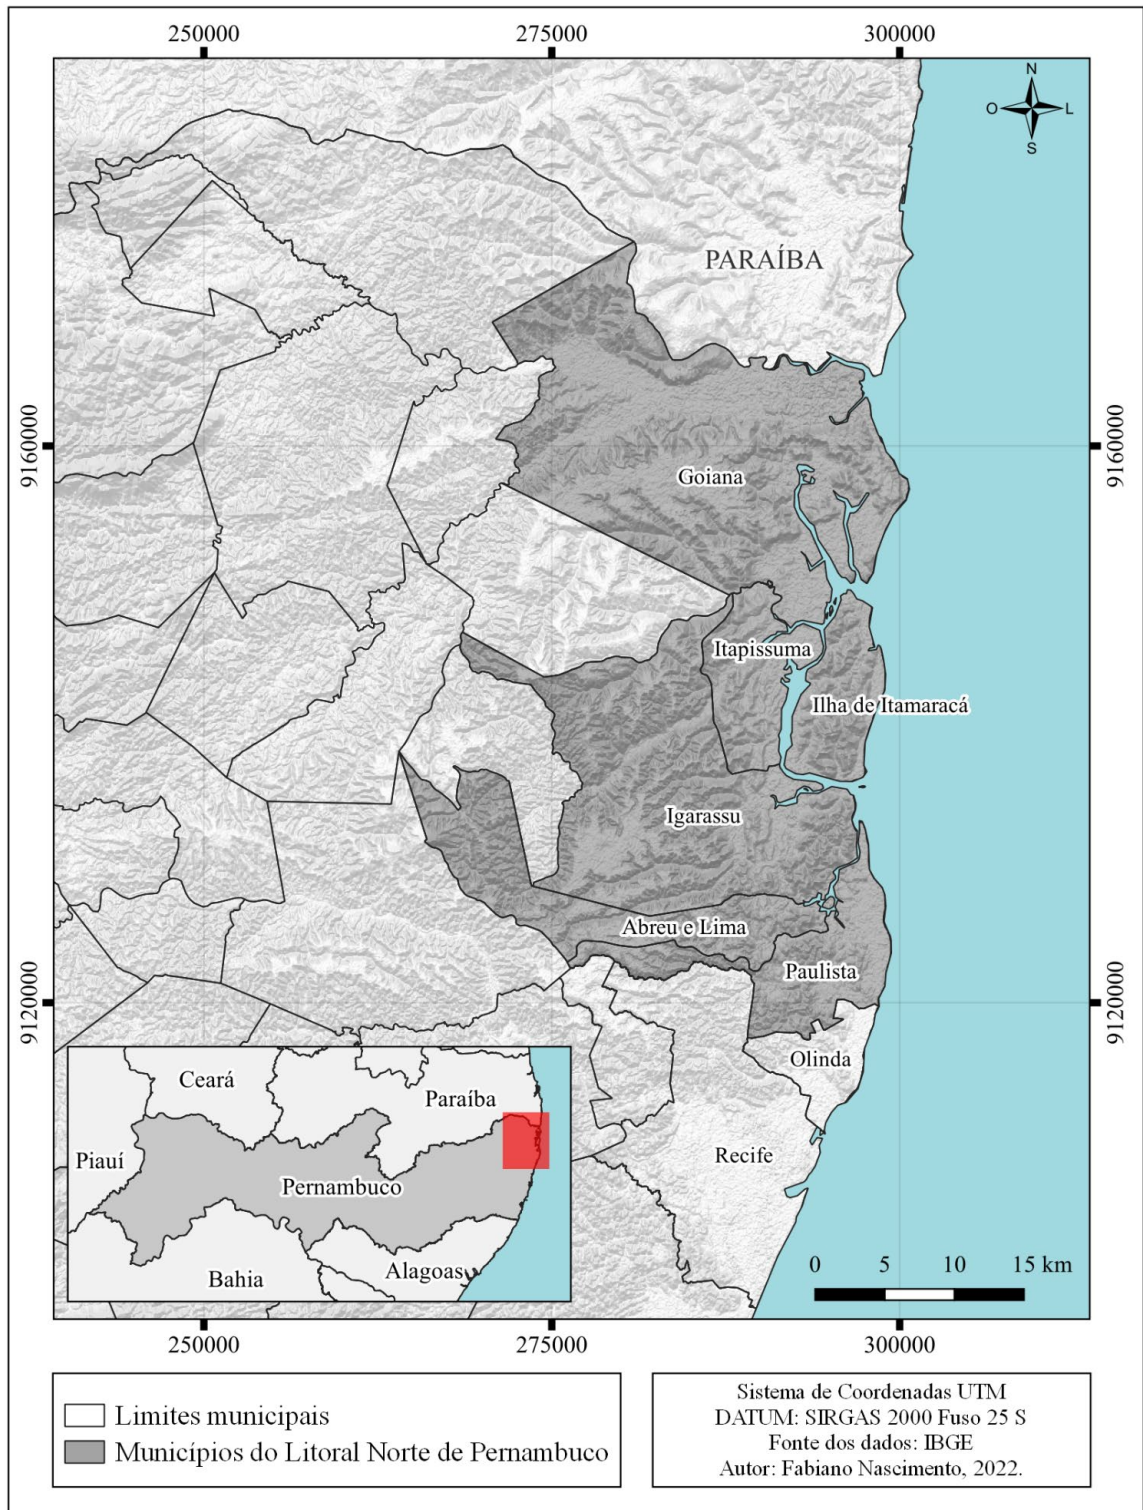 250000
275000
300000
N
O
L
S
PARAÍBA
9160000
9160000
Goiana
Itapissuma
Ilha de Itamaracá
Igarassu
Abreu e Lima
Paulista
9120000
9120000
Olinda
Recife
Ceará
Paraíba
Piauí
Pernambuco
Bahia
Alagoas
0 5 10 15 km
250000
275000
300000
Limites municipais
Municípios do Litoral Norte de Pernambuco
Sistema de Coordenadas UTM
DATUM: SIRGAS 2000 Fuso 25 S
Fonte dos dados: IBGE
Autor: Fabiano Nascimento, 2022.